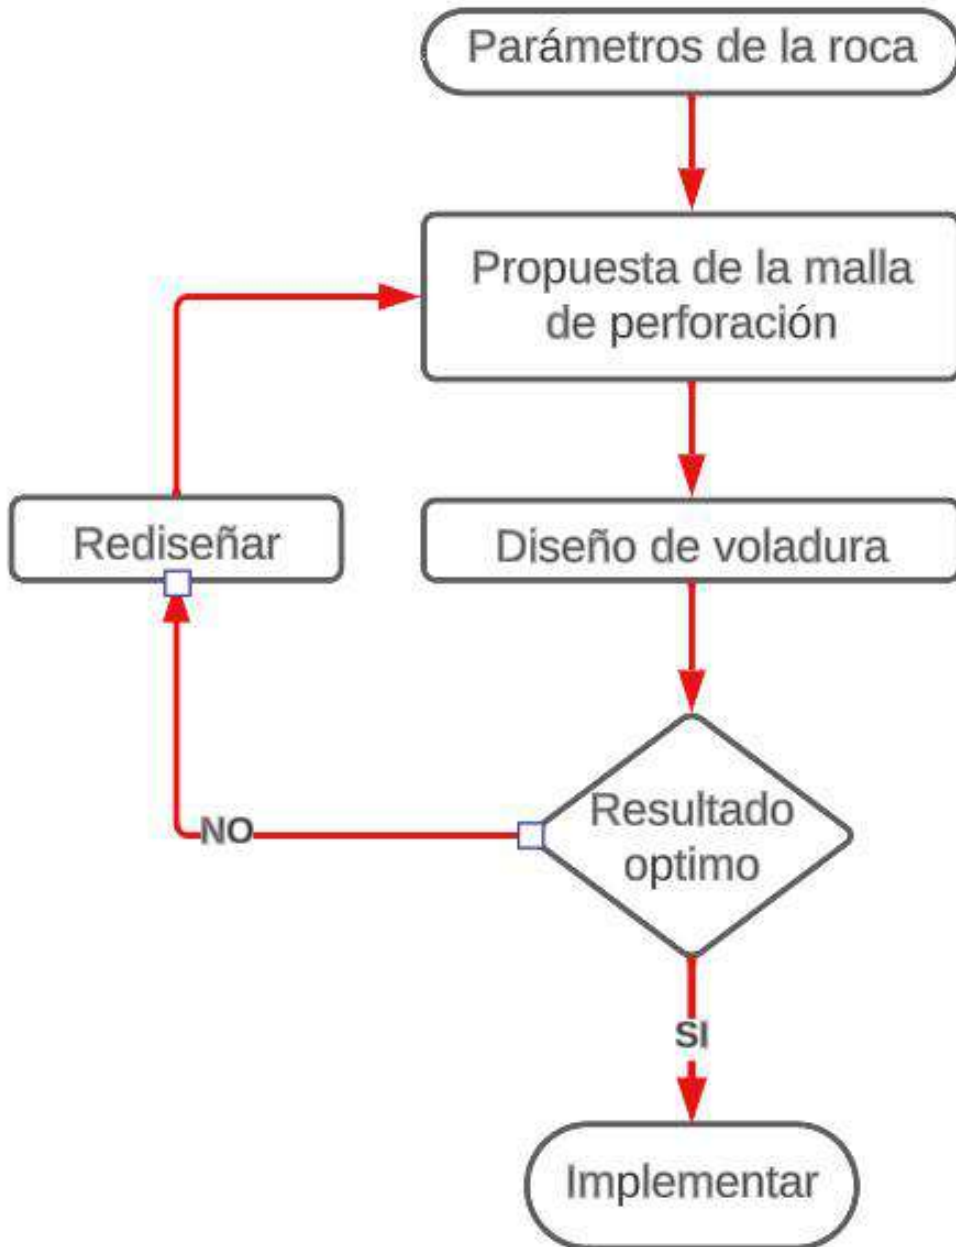 Parámetros de la roca
Propuesta de la malla
de perforación
Rediseñar
Diseño de voladura
Resultado
optimo
NO
SI
Implementar